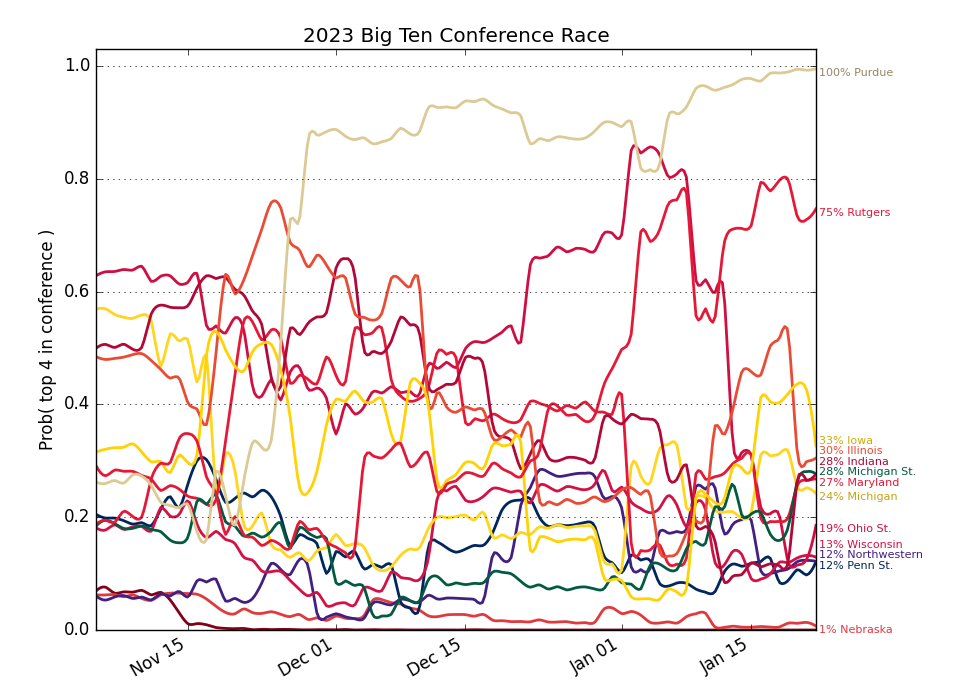 2023 Big Ten Conference Race
Prob( top 4 in conference )
1.0
0.8
0.6
0.4
0.2
0.0
Nov 15
Dec 01
Dec 15
Jan 01
Jan 15
100% Purdue
75% Rutgers
33% Iowa
30% Illinois
28% Indiana
28% Michigan St.
27% Maryland
24% Michigan
19% Ohio St.
13% Wisconsin
12% Northwestern
12% Penn St.
1% Nebraska